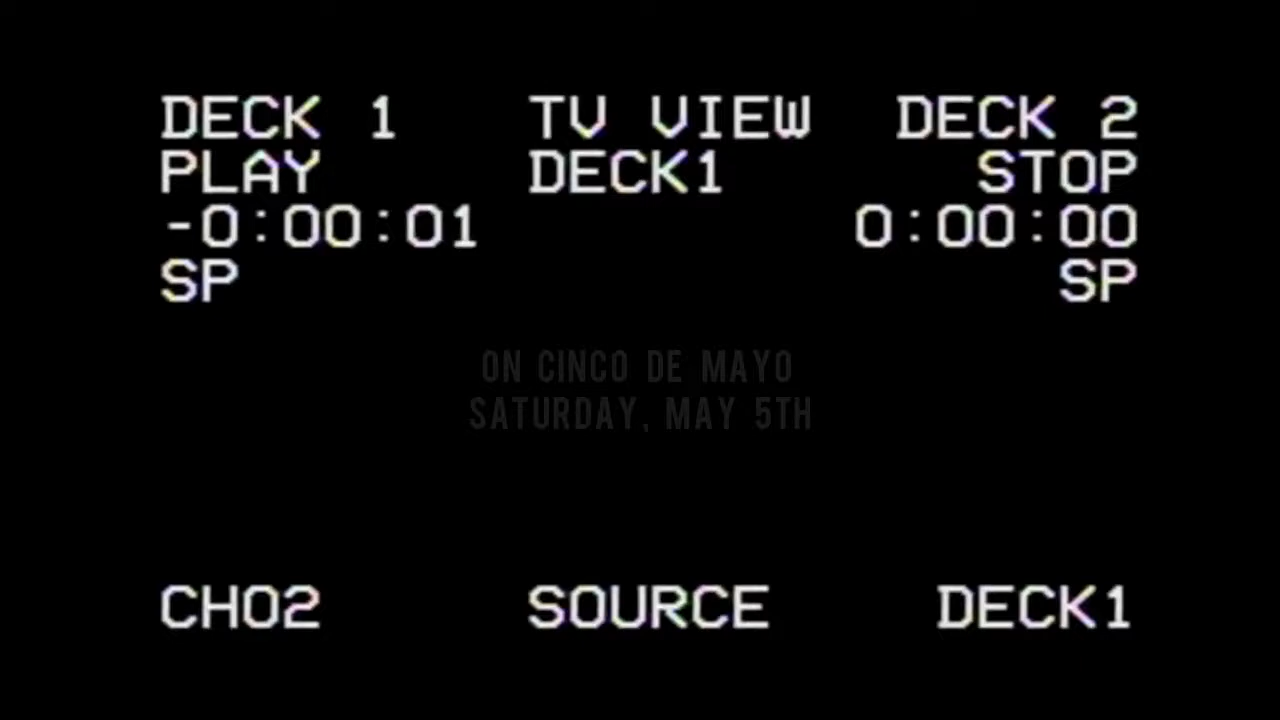 DECK 1 TV VIEW DECK 2
PLAY DECK1 STOP
-0:00:01 0:00:00
SP SP
ON CINCO DE MAYO
SATURDAY, MAY 5TH
CH02 SOURCE DECK1